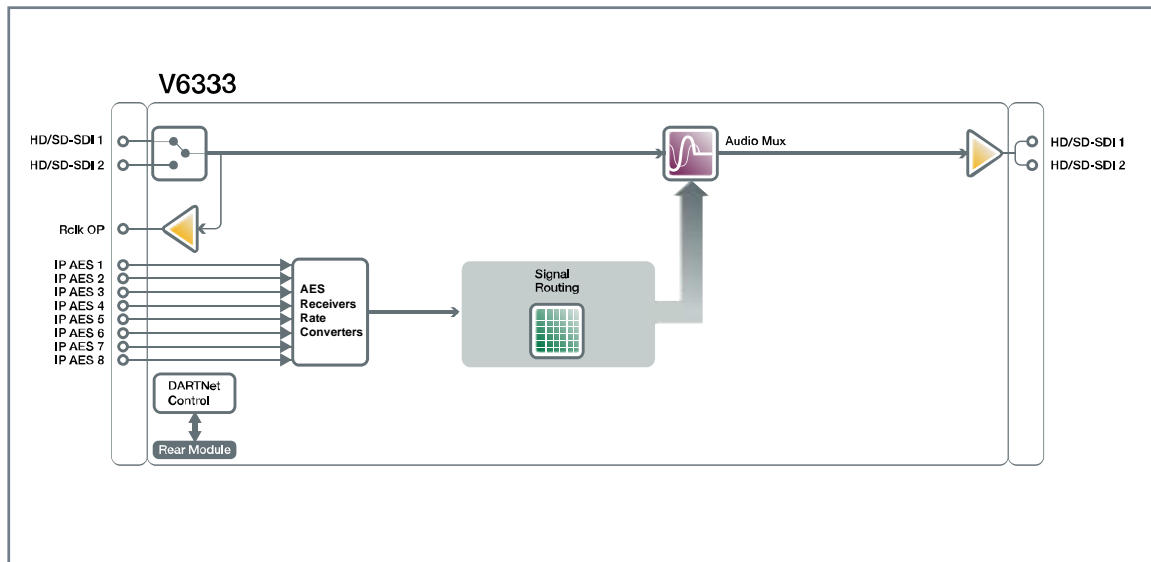 V6333
HD/SD-SDI 1
HD/SD-SDI 2
Audio Mux
HD/SD-SDI 1
HD/SD-SDI 2
Rclk OP
IP AES 1
IP AES 2
IP AES 3
IP AES 4
IP AES 5
IP AES 6
IP AES 7
IP AES 8
AES
Receivers
Rate
Converters
Signal
Routing
DARTNet
Control
Rear Module